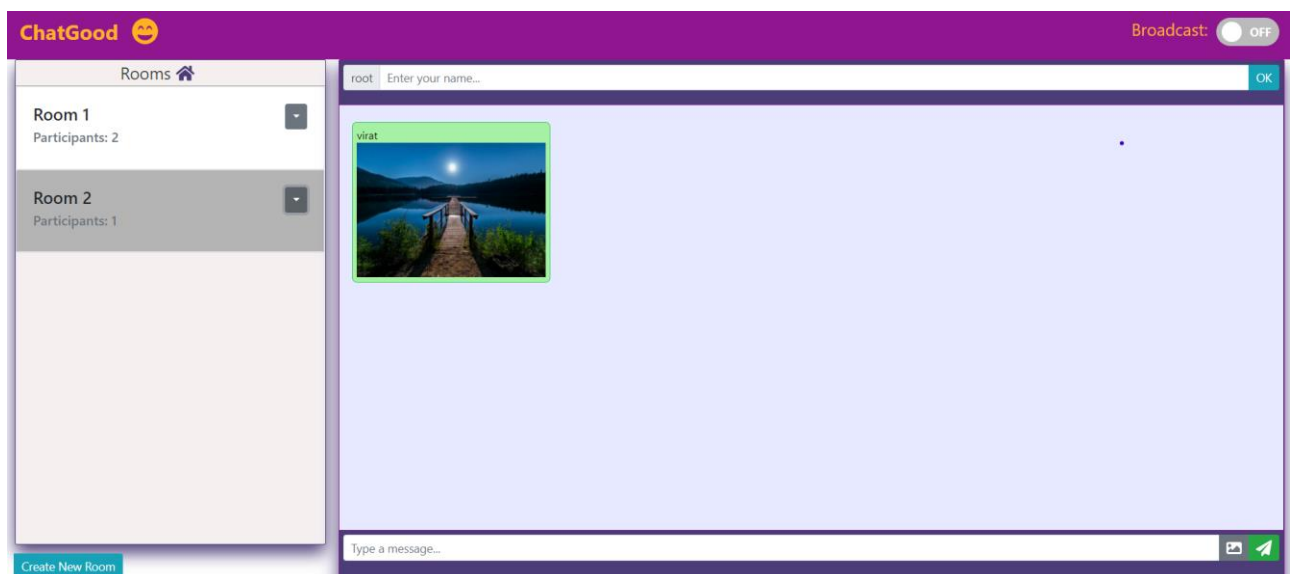 ChatGood
Broadcast: OFF
Rooms
Room 1
Participants: 2
Room 2
Participants: 1
Create New Room
root Enter your name... OK
virat
Type a message...